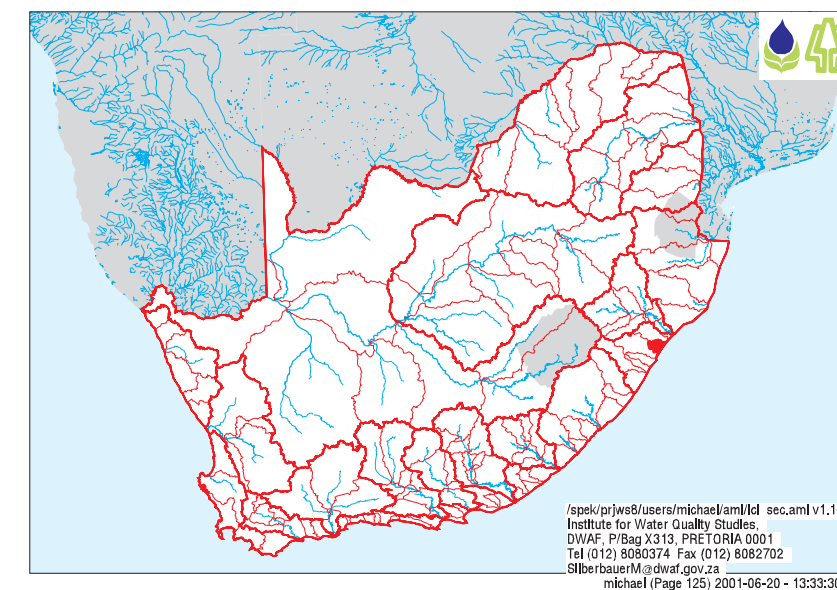 /spek/prjws8/users/michael/aml/lcl sec.aml v1.1
Institute for Water Quality Studies,
DWAF, P/Bag X313, PRETORIA 0001
Tel (012) 8080374 Fax (012) 8082702
SilberbauerM@dwaf.gov.za
michael (Page 125) 2001-06-20 - 13:33:30